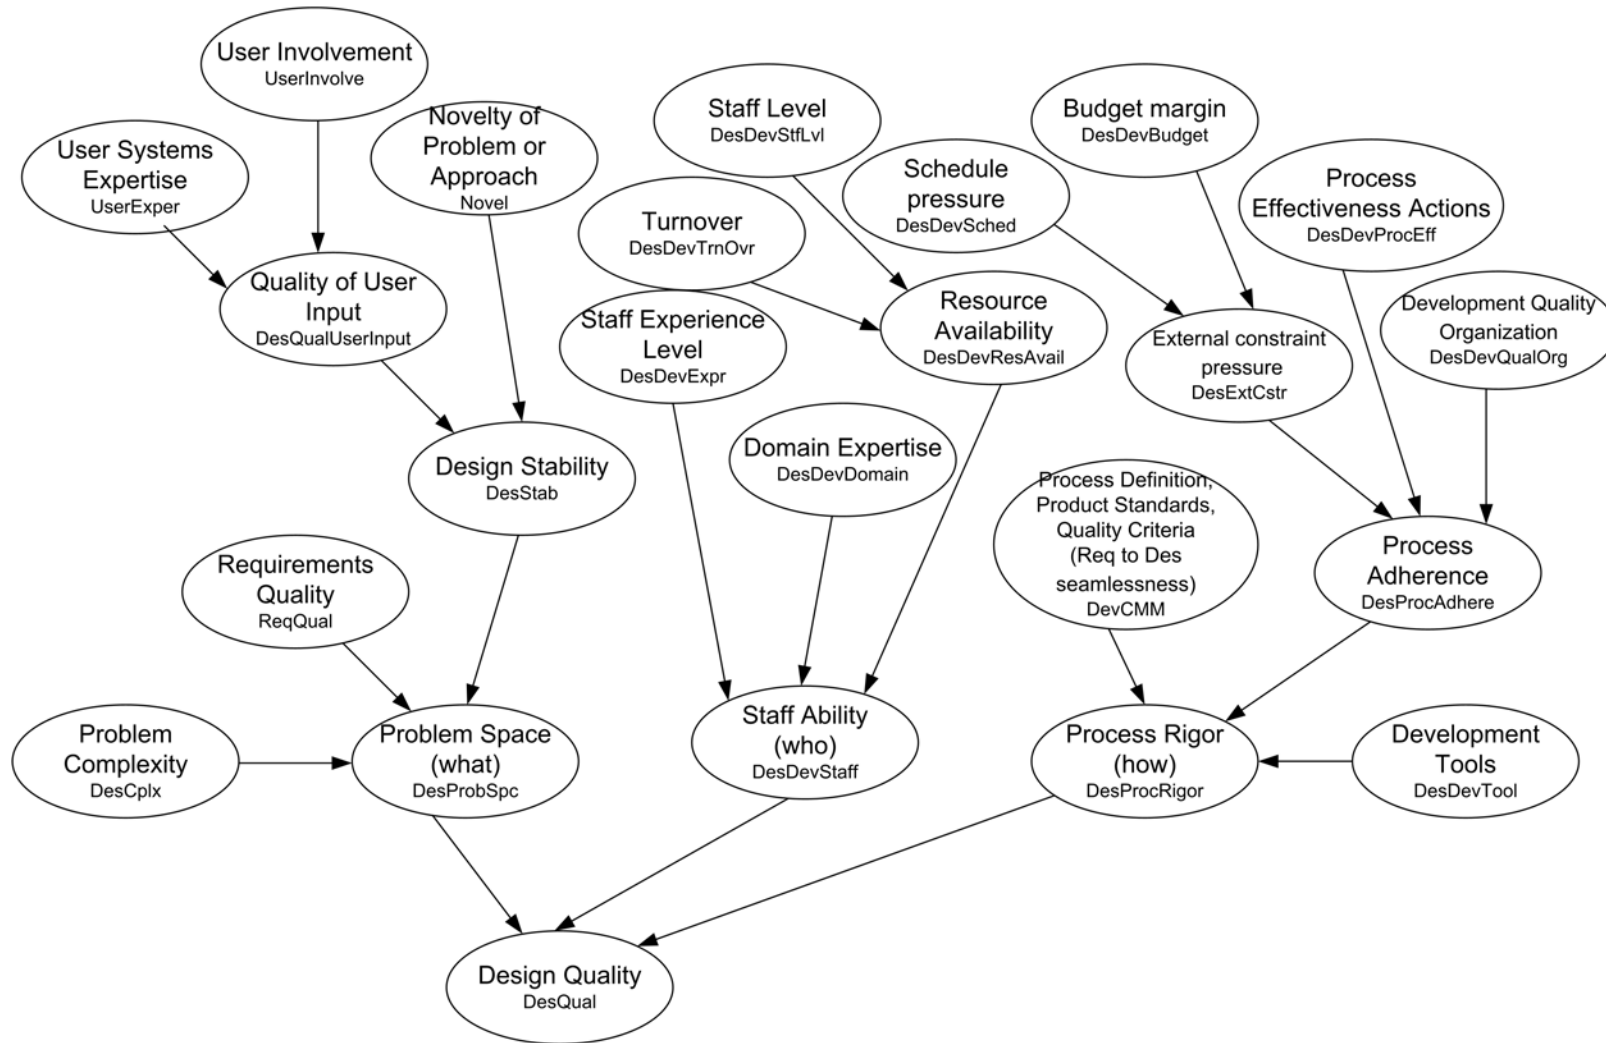 User Involvement
UserInvolve
User Systems
Expertise
UserExper
Novelty of
Problem or
Approach
Novel
Staff Level
DesDevStfLvl
Budget margin
DesDevBudget
Schedule
pressure
DesDevSched
Process
Effectiveness Actions
DesDevProcEff
Turnover
DesDevTrnOvr
Quality of User
Input
DesQualUserInput
Staff Experience
Level
DesDevExpr
Resource
Availability
DesDevResAvail
External constraint
pressure
DesExtCstr
Development Quality
Organization
DesDevQualOrg
Design Stability
DesStab
Domain Expertise
DesDevDomain
Process Definition,
Product Standards,
Quality Criteria
(Req to Des
seamlessness)
DevCMM
Process
Adherence
DesProcAdhere
Requirements
Quality
ReqQual
Problem
Complexity
DesCplx
Problem Space
(what)
DesProbSpc
Staff Ability
(who)
DesDevStaff
Process Rigor
(how)
DesProcRigor
Development
Tools
DesDevTool
Design Quality
DesQual